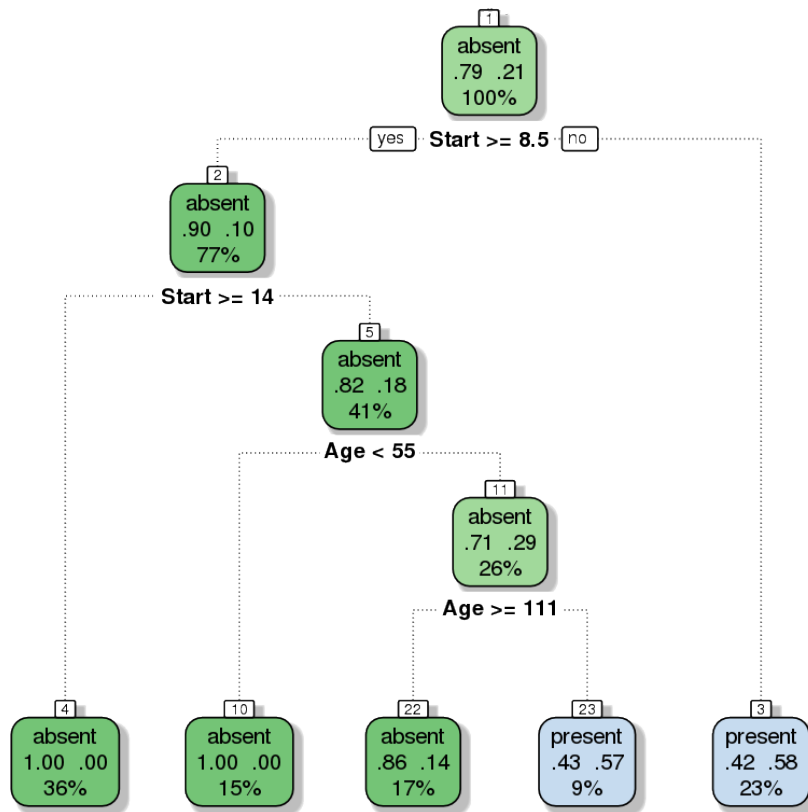 1
absent
.79 .21
100%
yes Start >= 8.5 no
2
absent
.90 .10
77%
Start >= 14
5
absent
.82 .18
41%
Age < 55
11
absent
.71 .29
26%
Age >= 111
4
absent
1.00 .00
36%
10
absent
1.00 .00
15%
22
absent
.86 .14
17%
23
present
.43 .57
9%
3
present
.42 .58
23%